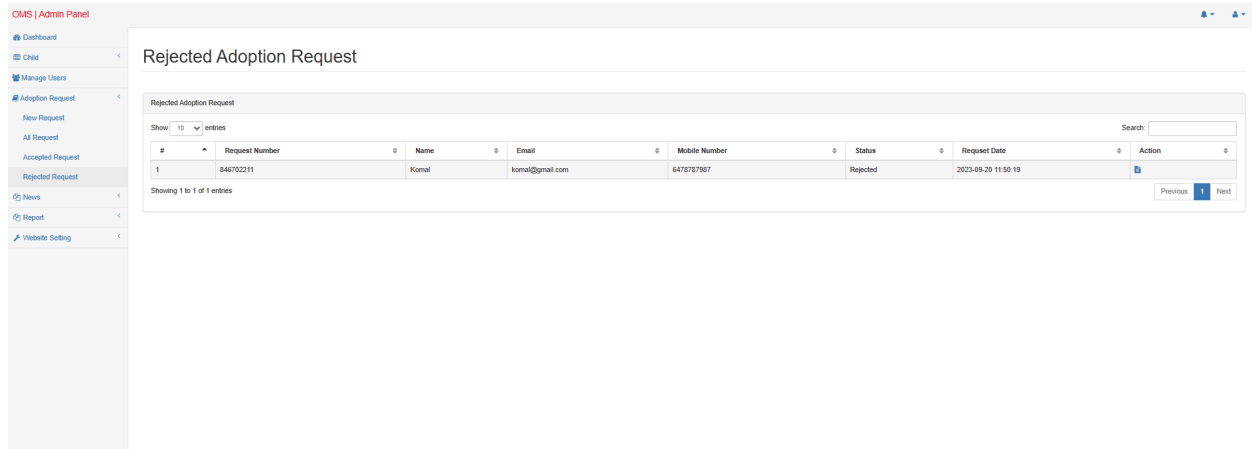 OMS | Admin Panel
Dashboard
Child
Manage Users
Adoption Request
New Request
All Request
Accepted Request
Rejected Request
News
Report
Website Setting
Rejected Adoption Request
Rejected Adoption Request
Show 10 entries
Search:
# Request Number Name Email Mobile Number Status Requset Date Action
1 846702211 Komal komal@gmail.com 6478787987 Rejected 2023-09-20 11:50:19
Showing 1 to 1 of 1 entries
Previous 1 Next